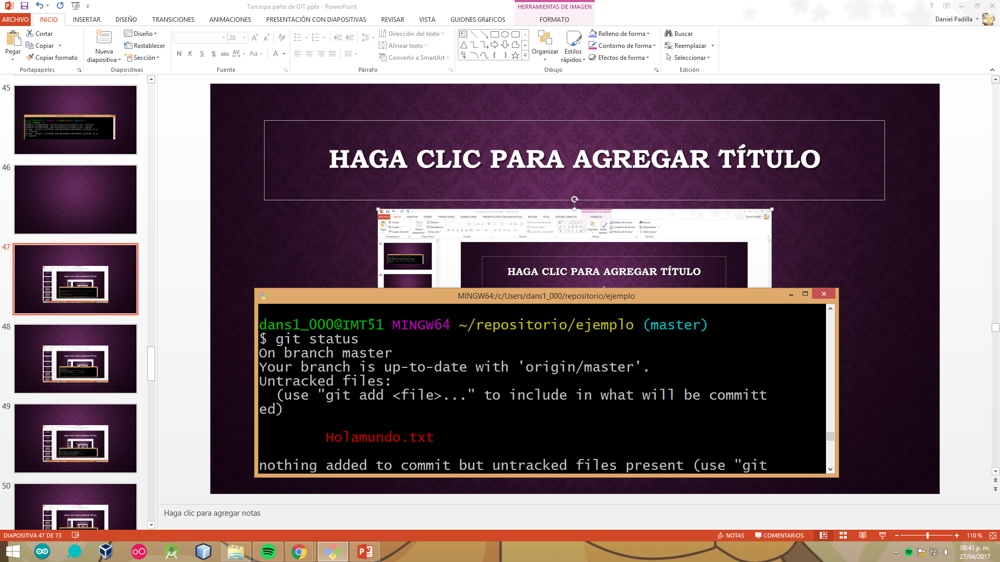 Tercerpa parte de GIT.pptx - PowerPoint
HERRAMIENTAS DE IMAGEN
ARCHIVO INICIO INSERTAR DISEÑO TRANSICIONES ANIMACIONES PRESENTACIÓN CON DIAPOSITIVAS REVISAR VISTA GUIONES GRáFICOS FORMATO Daniel Padilla
Pegar
Cortar
Copiar
Copiar formato
Portapapeles
Nueva
diapositiva
Diseño
Restablecer
Sección
Diapositivas
20
N K S S abc AV Aa A
Fuente
Dirección del texto
Alinear texto
Convertir a SmartArt
Párrafo
Organizar
Estilos
rápidos
Relleno de forma
Contorno de forma
Efectos de forma
Dibujo
Buscar
Reemplazar
Seleccionar
Edición
45
46
47
48
49
50
HAGA CLIC PARA AGREGAR TÍTULO
HAGA CLIC PARA AGREGAR TÍTULO
MINGW64:/c/Users/dans1_000/repositorio/ejemplo
dans1_000@IMT51 MINGW64 ~/repositorio/ejemplo (master)
$ git status
On branch master
Your branch is up-to-date with 'origin/master'.
Untracked files:
(use "git add <file>..." to include in what will be committ
ed)
Holamundo.txt
nothing added to commit but untracked files present (use "git
Haga clic para agregar notas
DIAPOSITIVA 47 DE 73
NOTAS COMENTARIOS 110 %
08:41 p. m.
27/04/2017